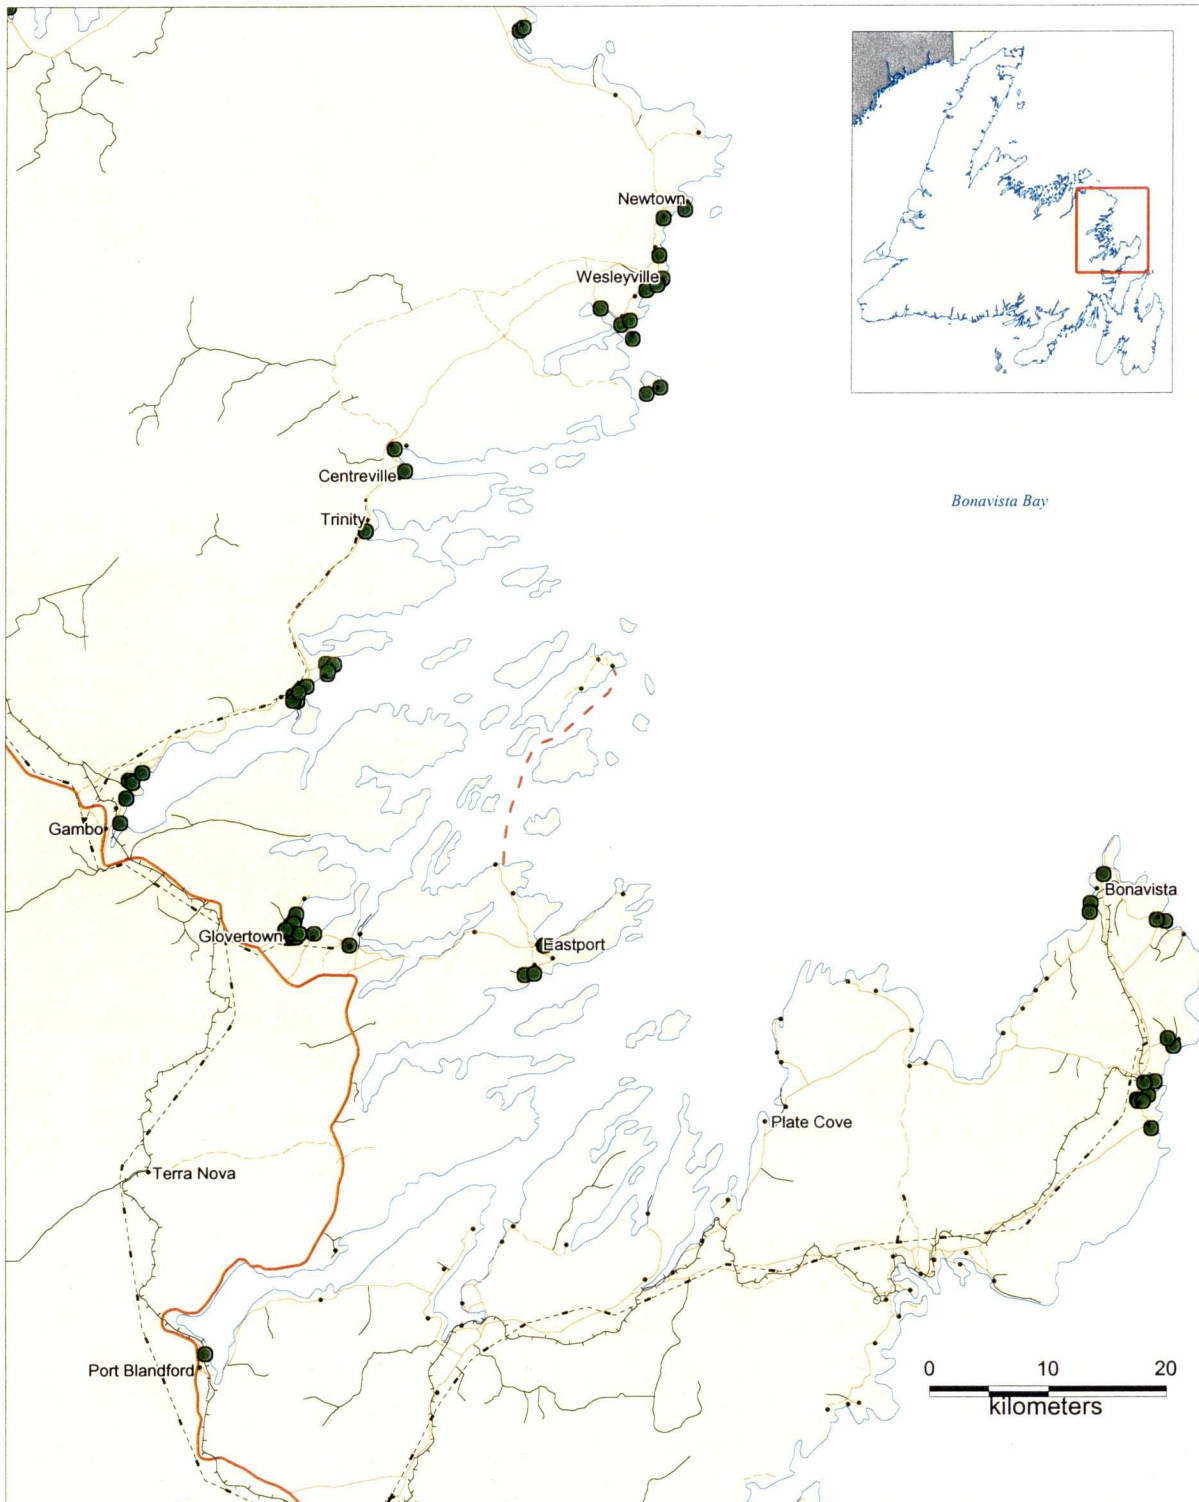 Newtown
Wesleyville
Centreville
Bonavista Bay
Trinity
Gambo
Bonavista
Glovertown
Eastport
Plate Cove
Terra Nova
Port Blandford
0 10 20
kilometers